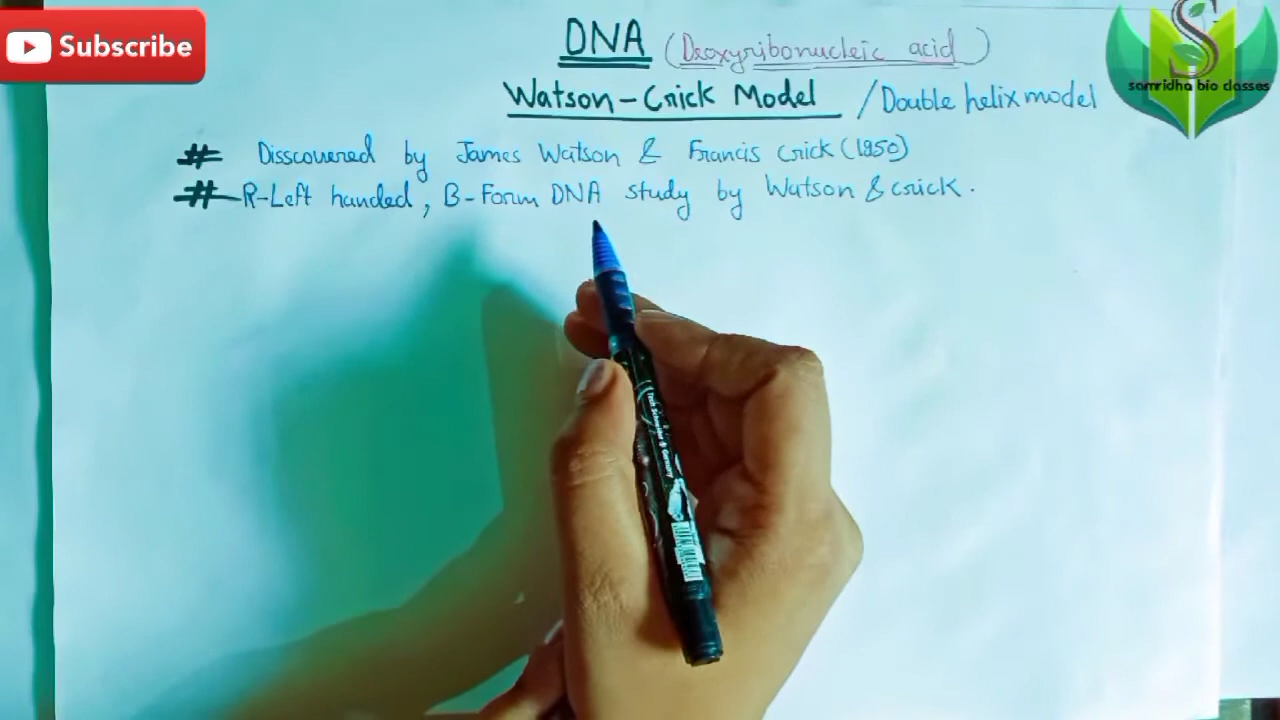 Subscribe
DNA (Deoxyribonucleic acid)
S
samridha bio classes
Watson-Crick Model / Double helix model
# Disscovered by James Watson & Francis Crick (1950)
# R-Left handed, B-Form DNA study by Watson & crick.